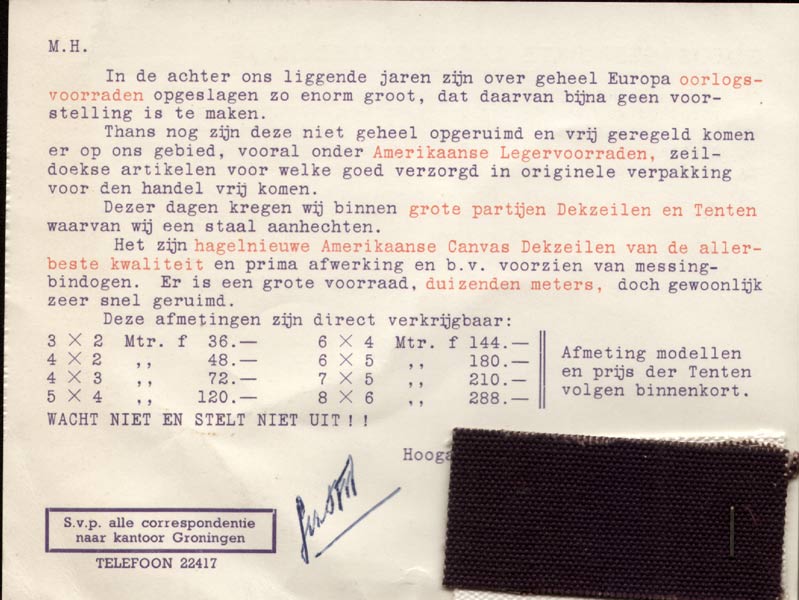 M.H.
In de achter ons liggende jaren zijn over geheel Europa oorlogs-
voorraden opgeslagen zo enorm groot, dat daarvan bijna geen voor-
stelling is te maken.
Thans nog zijn deze niet geheel opgeruimd en vrij geregeld komen
er op ons gebied, vooral onder Amerikaanse Legervoorraden, zeil-
doekse artikelen voor welke goed verzorgd in originele verpakking
voor den handel vrij komen.
Dezer dagen kregen wij binnen grote partijen Dekzeilen en Tenten
waarvan wij een staal aanhechten.
Het zijn hagelnieuwe Amerikaanse Canvas Dekzeilen van de aller-
beste kwaliteit en prima afwerking en b.v. voorzien van messing-
bindogen. Er is een grote voorraad, duizenden meters, doch gewoonlijk
zeer snel geruimd.
Deze afmetingen zijn direct verkrijgbaar:
3 × 2 Mtr. f 36.— 6 × 4 Mtr. f 144.—
4 × 2 ,, 48.— 6 × 5 ,, 180.—
4 × 3 ,, 72.— 7 × 5 ,, 210.—
5 × 4 ,, 120.— 8 × 6 ,, 288.—
Afmeting modellen
en prijs der Tenten
volgen binnenkort.
WACHT NIET EN STELT NIET UIT!!
Hooga
S.v.p. alle correspondentie
naar kantoor Groningen
TELEFOON 22417